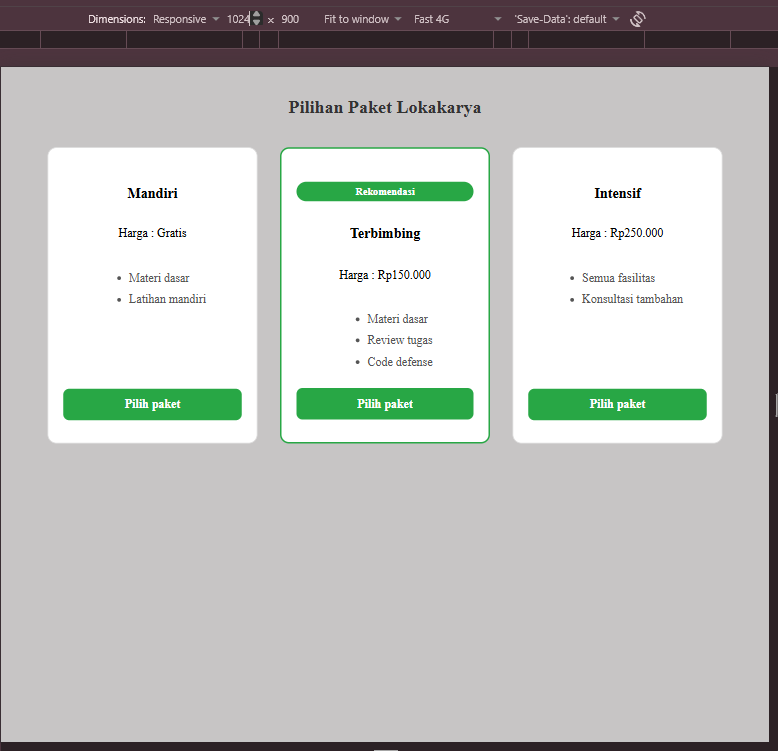 Dimensions: Responsive 1024 × 900 Fit to window Fast 4G 'Save-Data': default
Pilihan Paket Lokakarya
Mandiri
Harga : Gratis
Materi dasar
Latihan mandiri
Pilih paket
Rekomendasi
Terbimbing
Harga : Rp150.000
Materi dasar
Review tugas
Code defense
Pilih paket
Intensif
Harga : Rp250.000
Semua fasilitas
Konsultasi tambahan
Pilih paket